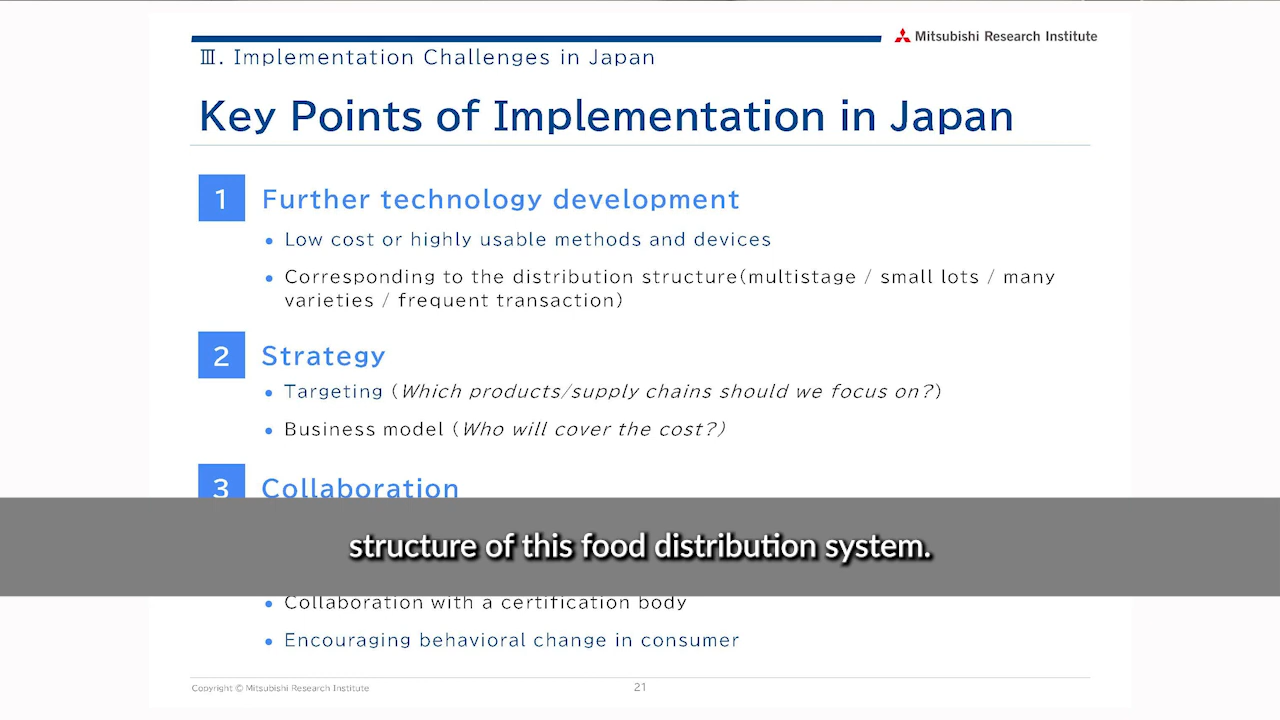 Mitsubishi Research Institute
Ⅲ. Implementation Challenges in Japan
Key Points of Implementation in Japan
1 Further technology development
• Low cost or highly usable methods and devices
• Corresponding to the distribution structure(multistage / small lots / many
varieties / frequent transaction)
2 Strategy
• Targeting (Which products/supply chains should we focus on?)
• Business model (Who will cover the cost?)
3 Collaboration
structure of this food distribution system.
• Collaboration with a certification body
• Encouraging behavioral change in consumer
Copyright © Mitsubishi Research Institute
21